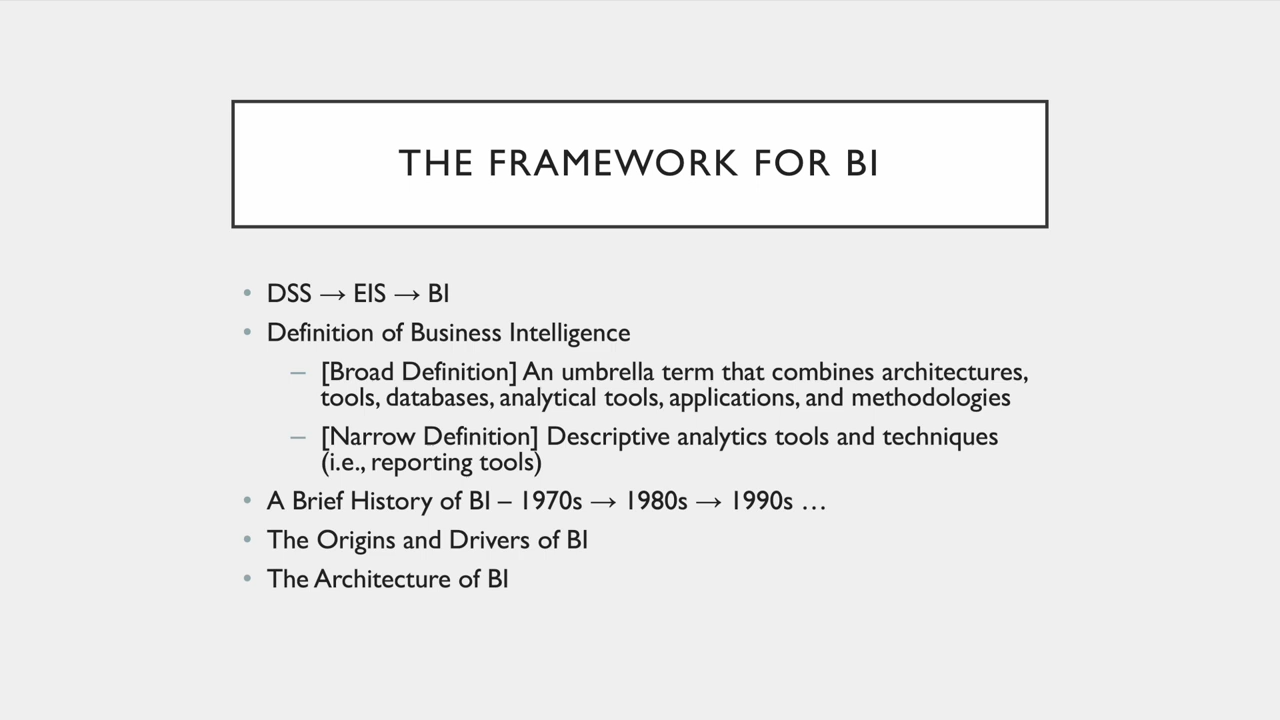 THE FRAMEWORK FOR BI
• DSS → EIS → BI
• Definition of Business Intelligence
– [Broad Definition] An umbrella term that combines architectures,
tools, databases, analytical tools, applications, and methodologies
– [Narrow Definition] Descriptive analytics tools and techniques
(i.e., reporting tools)
• A Brief History of BI – 1970s → 1980s → 1990s …
• The Origins and Drivers of BI
• The Architecture of BI